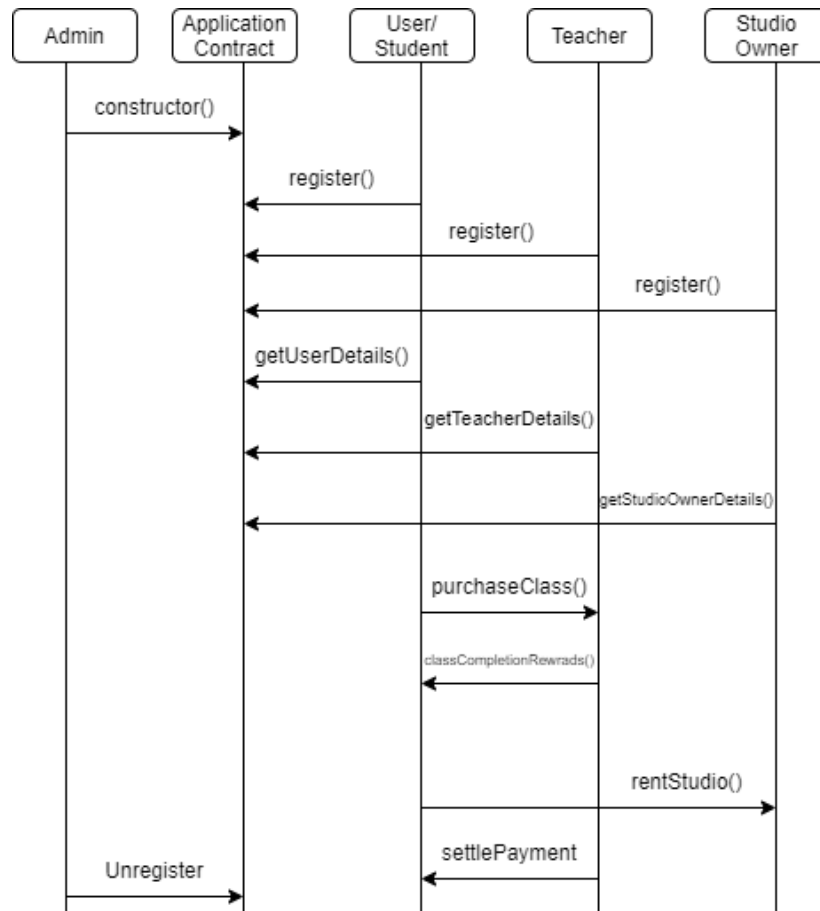 Admin
Application
Contract
User/
Student
Teacher
Studio
Owner
constructor()
register()
register()
register()
getUserDetails()
getTeacherDetails()
getStudioOwnerDetails()
purchaseClass()
classCompletionRewrads()
rentStudio()
settlePayment
Unregister